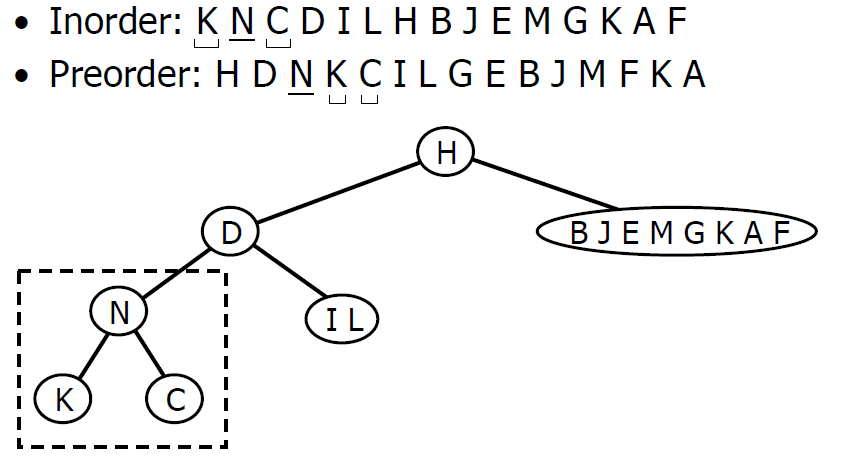 • Inorder: K N C D I L H B J E M G K A F
• Preorder: H D N K C I L G E B J M F K A
H
D
B J E M G K A F
N
I L
K
C